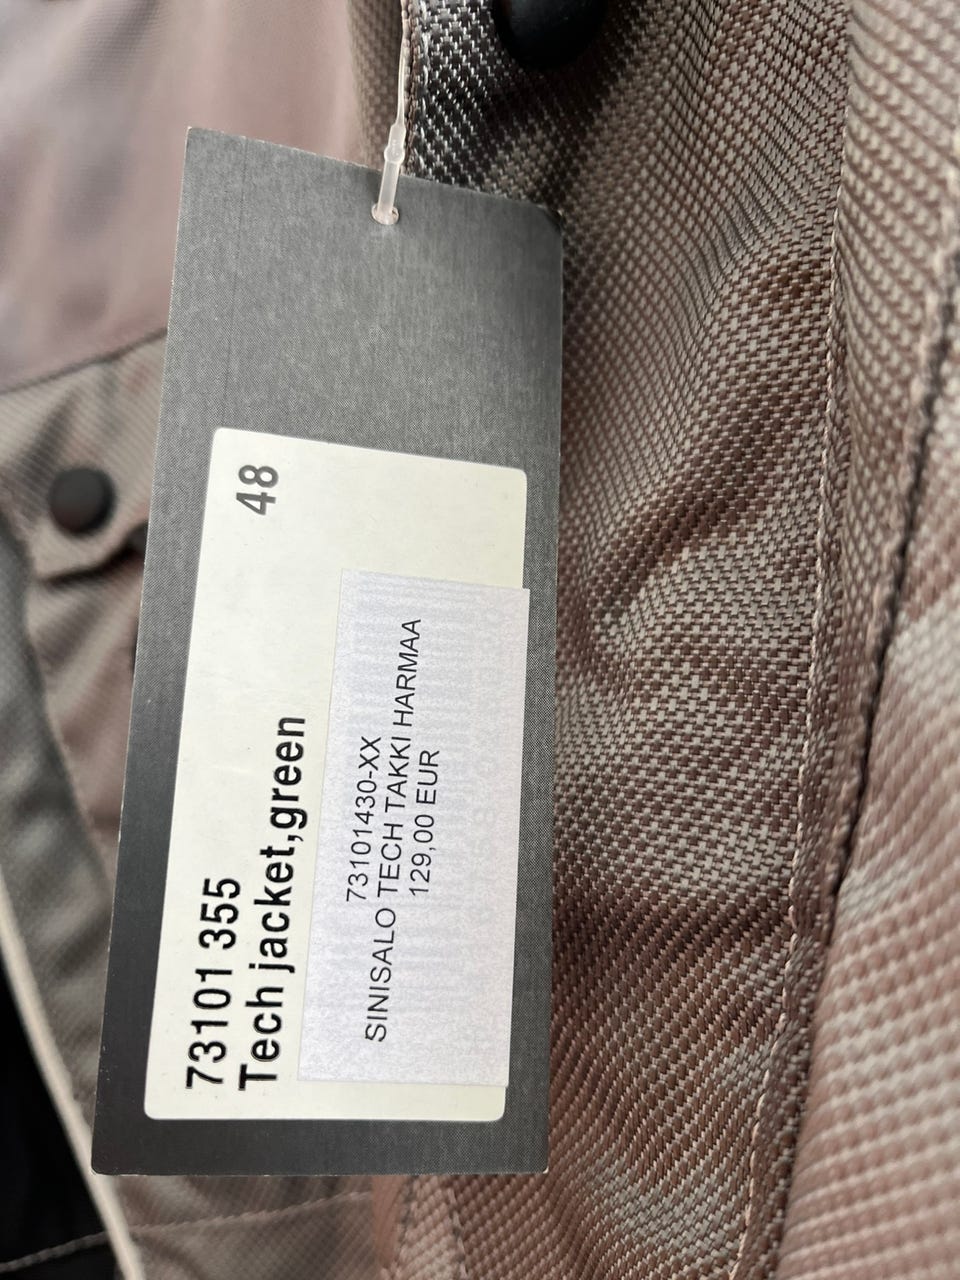 73101 355
48
Tech jacket,green
73101430-XX
SINISALO TECH TAKKI HARMAA
129,00 EUR